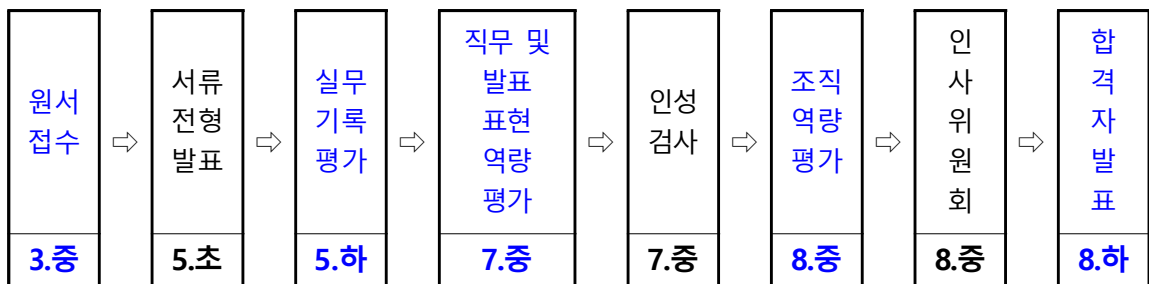 원서
접수
3.중
⇨
서류
전형
발표
5.초
⇨
실무
기록
평가
5.하
⇨
직무 및
발표
표현
역량
평가
7.중
⇨
인성
검사
7.중
⇨
조직
역량
평가
8.중
⇨
인
사
위
원
회
8.중
⇨
합
격
자
발
표
8.하